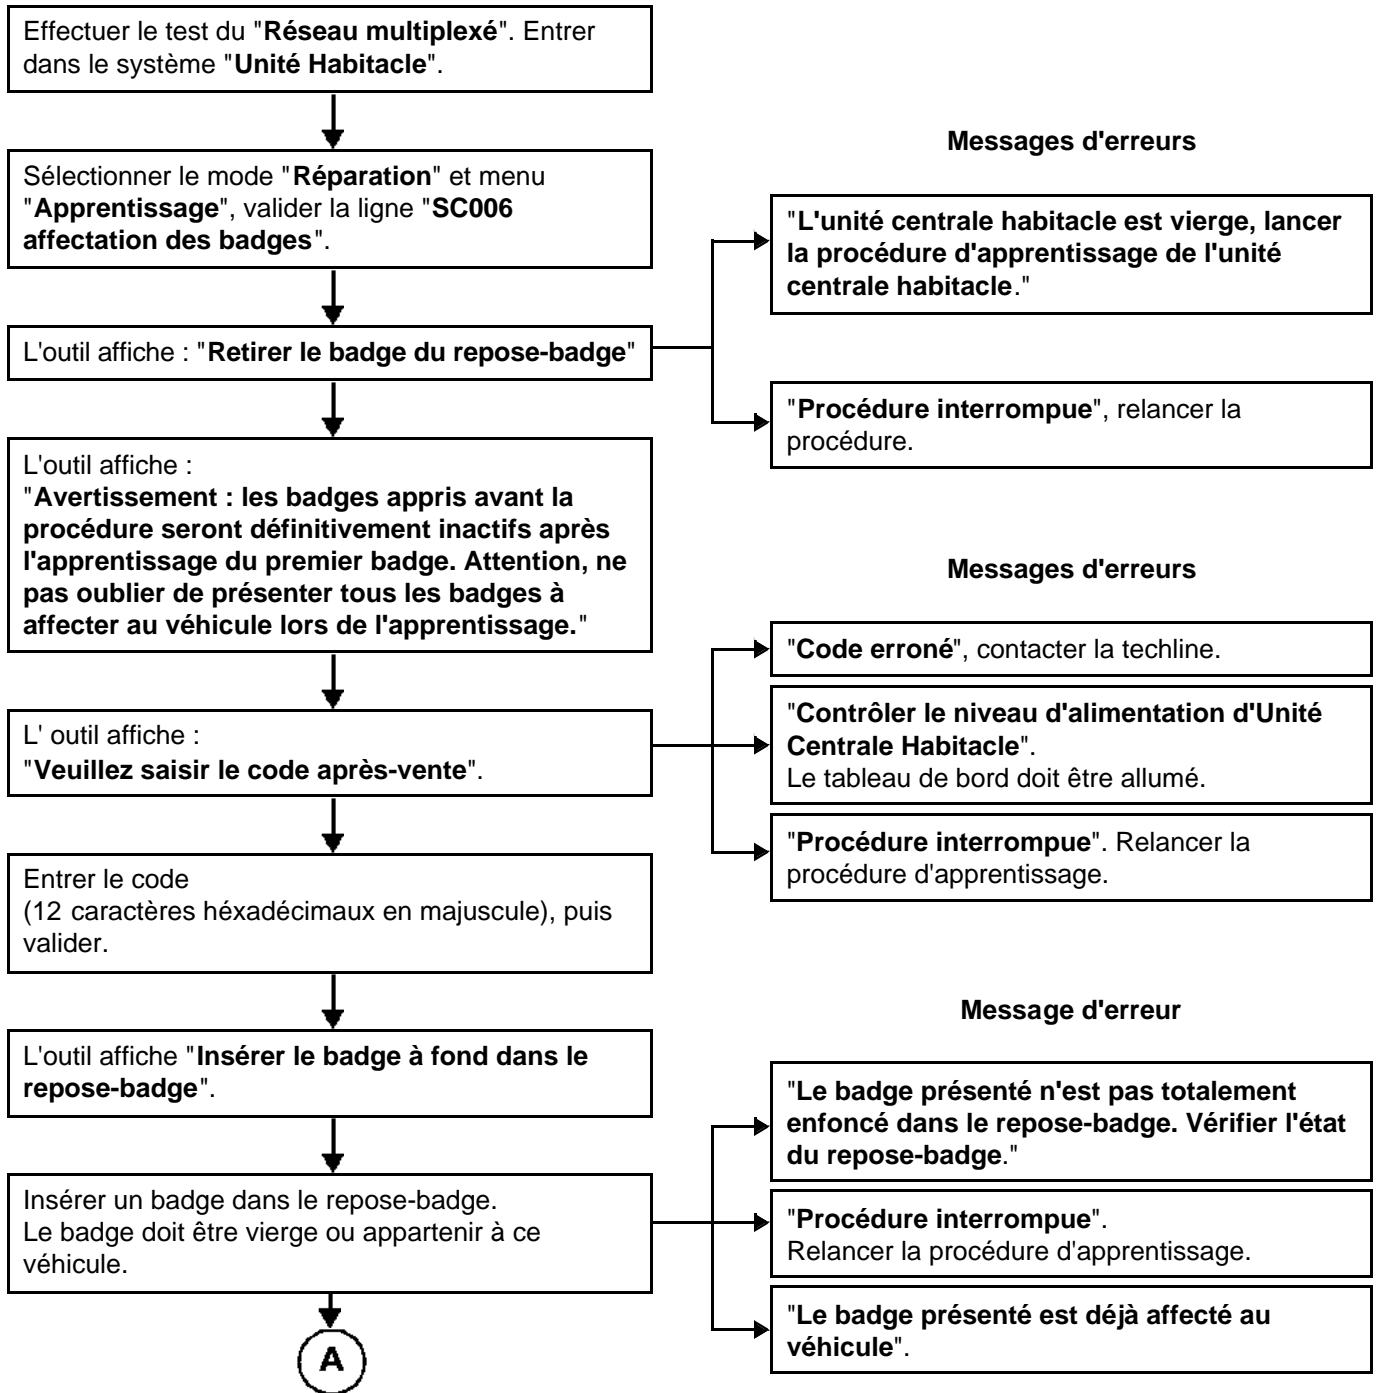 Effectuer le test du "Réseau multiplexé". Entrer
dans le système "Unité Habitacle".
Sélectionner le mode "Réparation" et menu
"Apprentissage", valider la ligne "SC006
affectation des badges".
L'outil affiche : "Retirer le badge du repose-badge"
Messages d'erreurs
"L'unité centrale habitacle est vierge, lancer
la procédure d'apprentissage de l'unité
centrale habitacle."
"Procédure interrompue", relancer la
procédure.
L'outil affiche :
"Avertissement : les badges appris avant la
procédure seront définitivement inactifs après
l'apprentissage du premier badge. Attention, ne
pas oublier de présenter tous les badges à
affecter au véhicule lors de l'apprentissage."
L' outil affiche :
"Veuillez saisir le code après-vente".
Messages d'erreurs
"Code erroné", contacter la techline.
"Contrôler le niveau d'alimentation d'Unité
Centrale Habitacle".
Le tableau de bord doit être allumé.
"Procédure interrompue". Relancer la
procédure d'apprentissage.
Entrer le code
(12 caractères héxadécimaux en majuscule), puis
valider.
L'outil affiche "Insérer le badge à fond dans le
repose-badge".
Insérer un badge dans le repose-badge.
Le badge doit être vierge ou appartenir à ce
véhicule.
Message d'erreur
"Le badge présenté n'est pas totalement
enfoncé dans le repose-badge. Vérifier l'état
du repose-badge."
"Procédure interrompue".
Relancer la procédure d'apprentissage.
"Le badge présenté est déjà affecté au
véhicule".
A